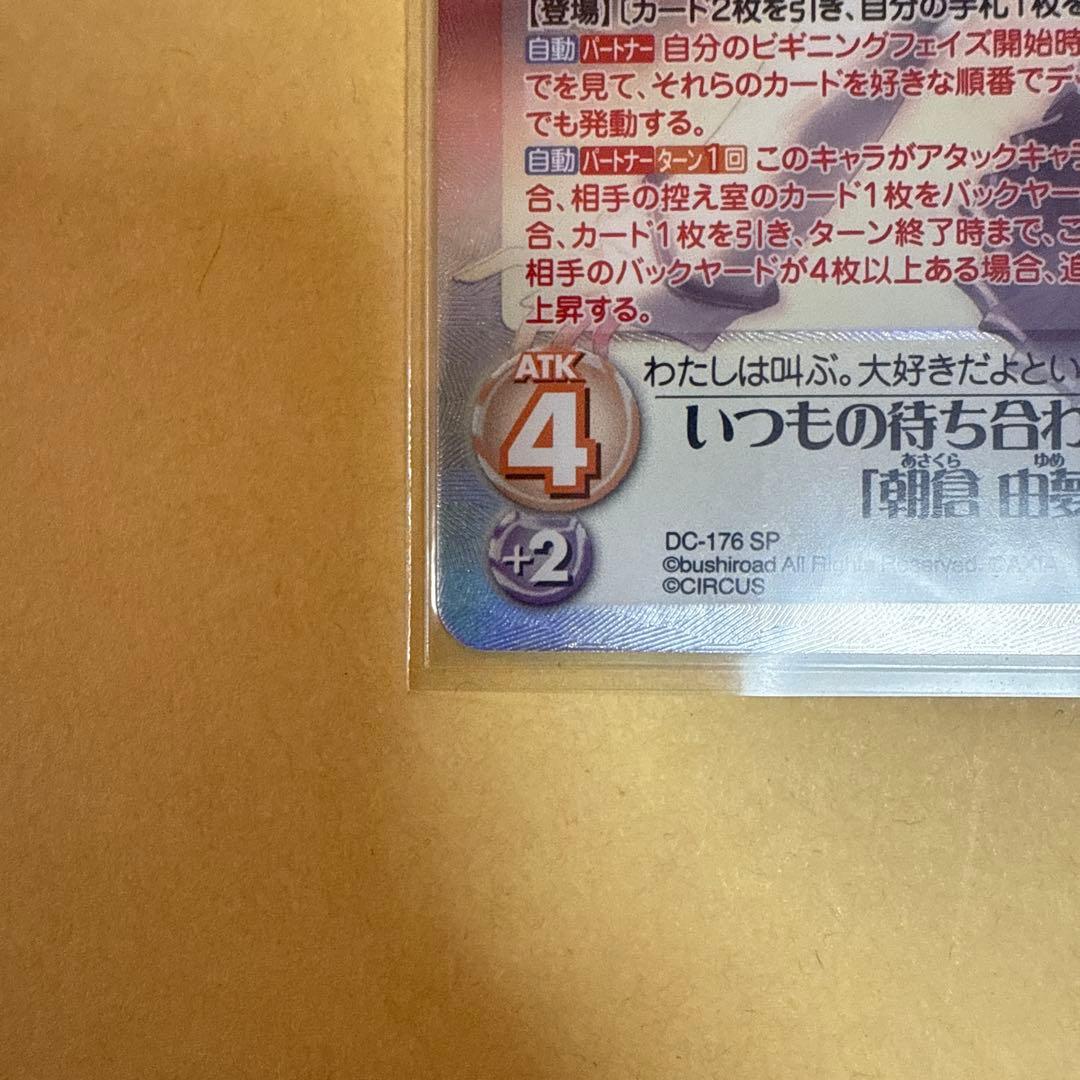 【登場】〔カード2枚を引き、自分の手札1枚を
自動 パートナー 自分のビギニングフェイズ開始時
でを見て、それらのカードを好きな順番でデ
でも発動する。
自動 パートナー ターン1回 このキャラがアタックキャラ
合、相手の控え室のカード1枚をバックヤー
合、カード1枚を引き、ターン終了時まで、こ
相手のバックヤードが4枚以上ある場合、追
上昇する。
ATK
4
わたしは叫ぶ。大好きだよとい
いつもの待ち合わ
あさくら ゆめ
「朝倉 由夢
+2
DC-176 SP
©bushiroad All Rights Reserved. ©AXIA
©CIRCUS